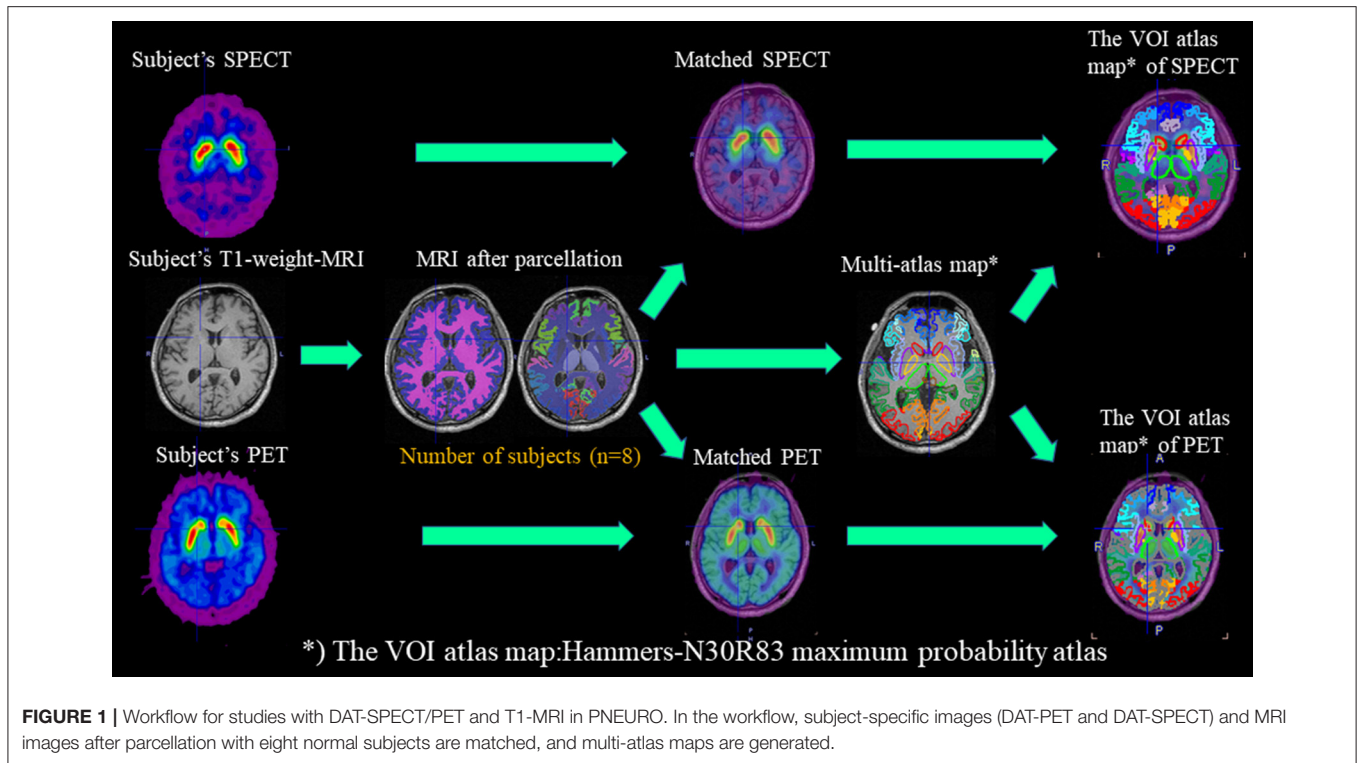 Subject's SPECT
Matched SPECT
The VOI atlas
map* of SPECT
R
L
P
Subject's T1-weight-MRI
MRI after parcellation
Multi-atlas map*
Number of subjects (n=8)
Subject's PET
Matched PET
The VOI atlas
map* of PET
A
R
L
P
*) The VOI atlas map:Hammers-N30R83 maximum probability atlas
FIGURE 1 | Workflow for studies with DAT-SPECT/PET and T1-MRI in PNEURO. In the workflow, subject-specific images (DAT-PET and DAT-SPECT) and MRI
images after parcellation with eight normal subjects are matched, and multi-atlas maps are generated.